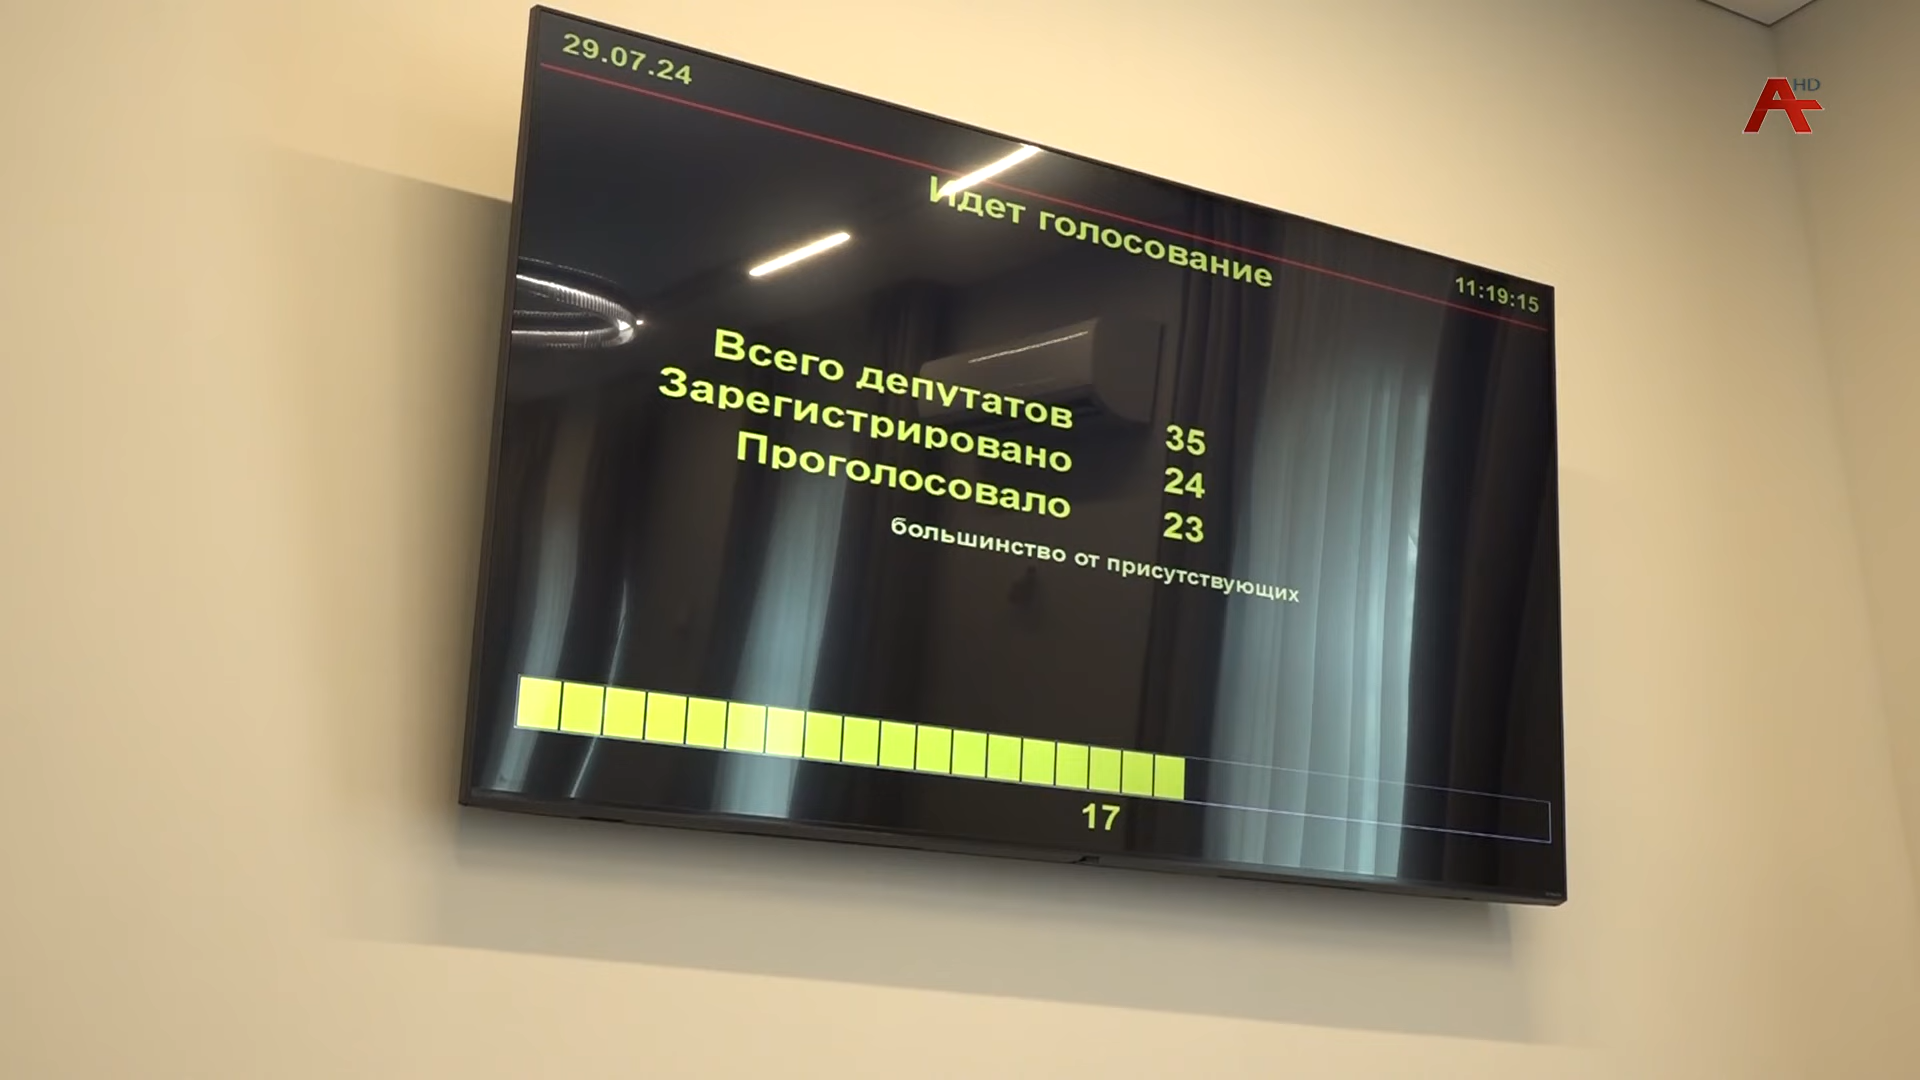 29.07.24
HD
Идет голосование
11:19:15
Всего депутатов 35
Зарегистрировано 24
Проголосовало 23
большинство от присутствующих
17